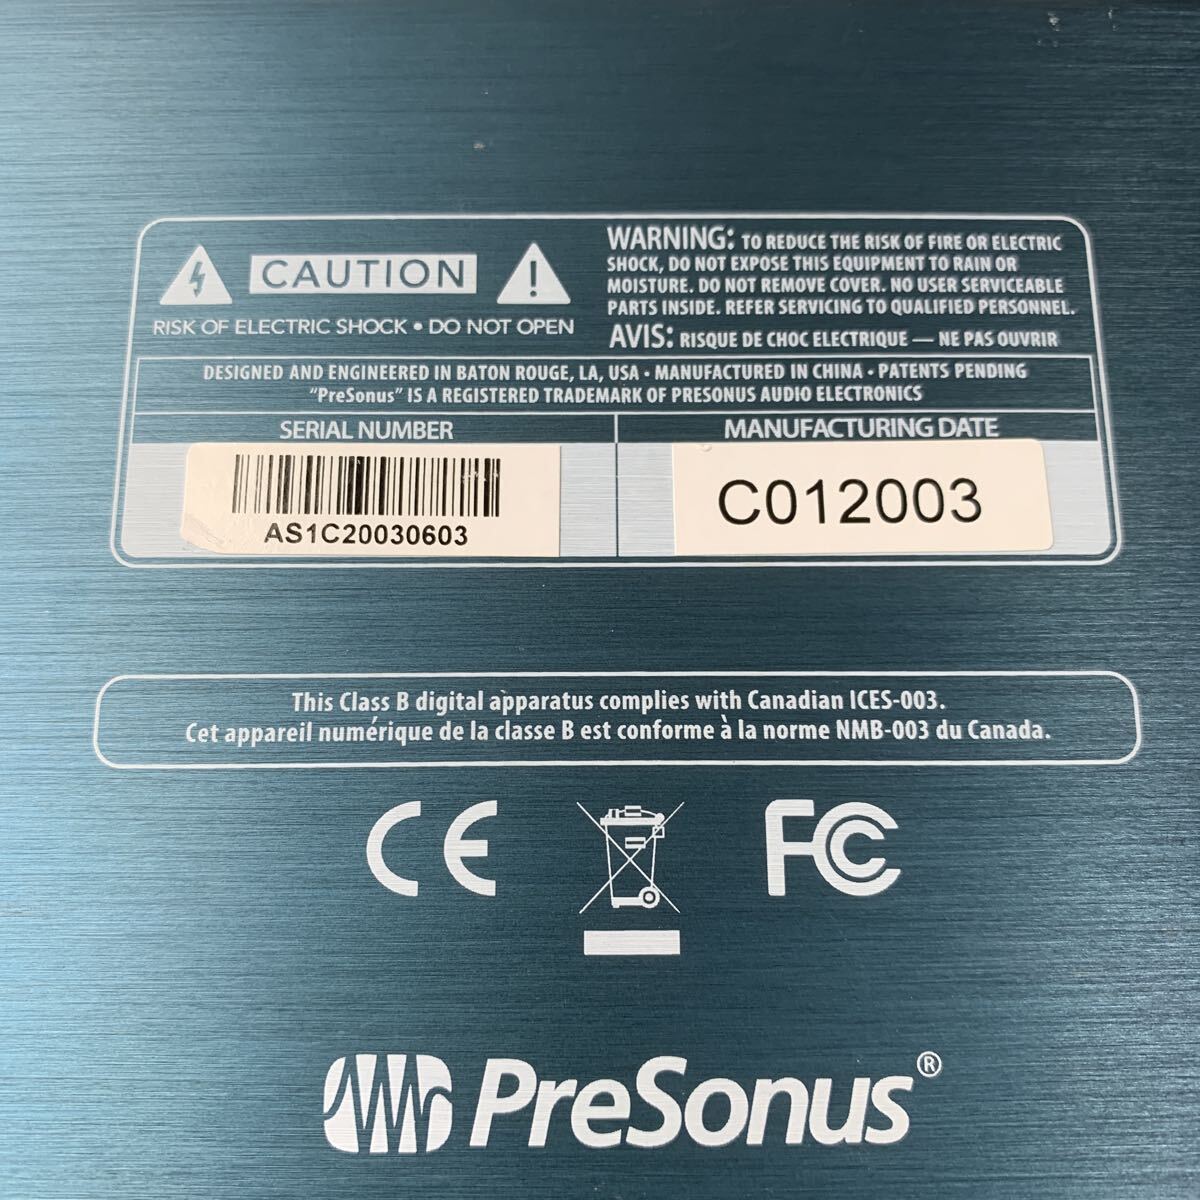 CAUTION
RISK OF ELECTRIC SHOCK • DO NOT OPEN
WARNING: TO REDUCE THE RISK OF FIRE OR ELECTRIC
SHOCK, DO NOT EXPOSE THIS EQUIPMENT TO RAIN OR
MOISTURE. DO NOT REMOVE COVER. NO USER SERVICEABLE
PARTS INSIDE. REFER SERVICING TO QUALIFIED PERSONNEL.
AVIS: RISQUE DE CHOC ELECTRIQUE — NE PAS OUVRIR
DESIGNED AND ENGINEERED IN BATON ROUGE, LA, USA • MANUFACTURED IN CHINA • PATENTS PENDING
"PreSonus" IS A REGISTERED TRADEMARK OF PRESONUS AUDIO ELECTRONICS
SERIAL NUMBER
AS1C20030603
MANUFACTURING DATE
C012003
This Class B digital apparatus complies with Canadian ICES-003.
Cet appareil numérique de la classe B est conforme à la norme NMB-003 du Canada.
CE
FC
PreSonus®